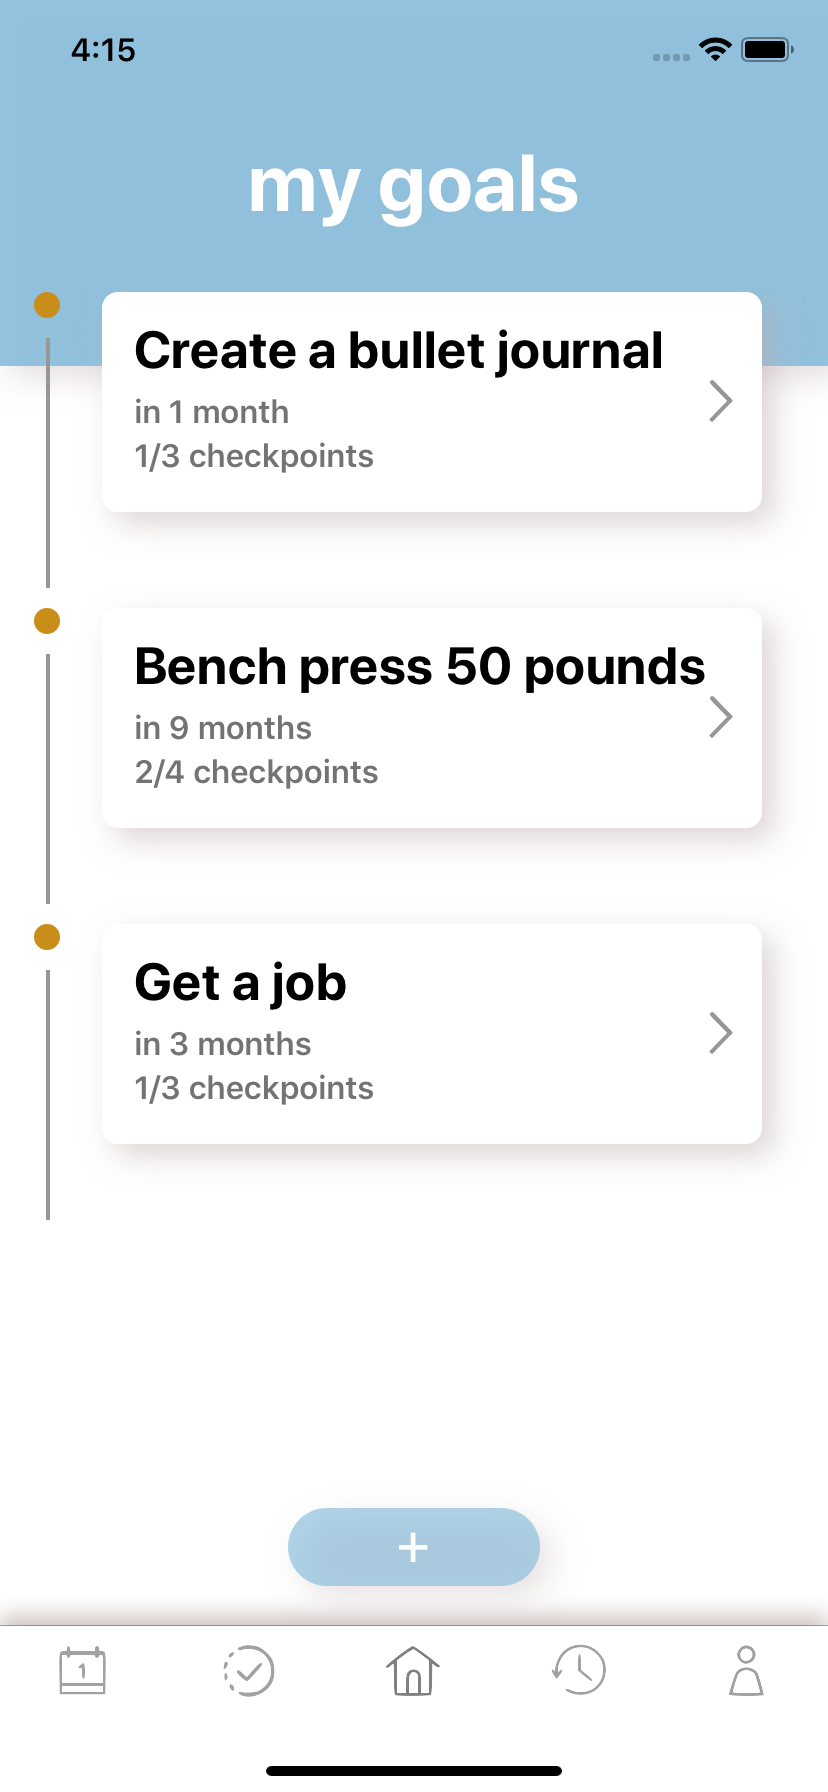 4:15
my goals
Create a bullet journal
in 1 month
1/3 checkpoints
Bench press 50 pounds
in 9 months
2/4 checkpoints
Get a job
in 3 months
1/3 checkpoints
+
1